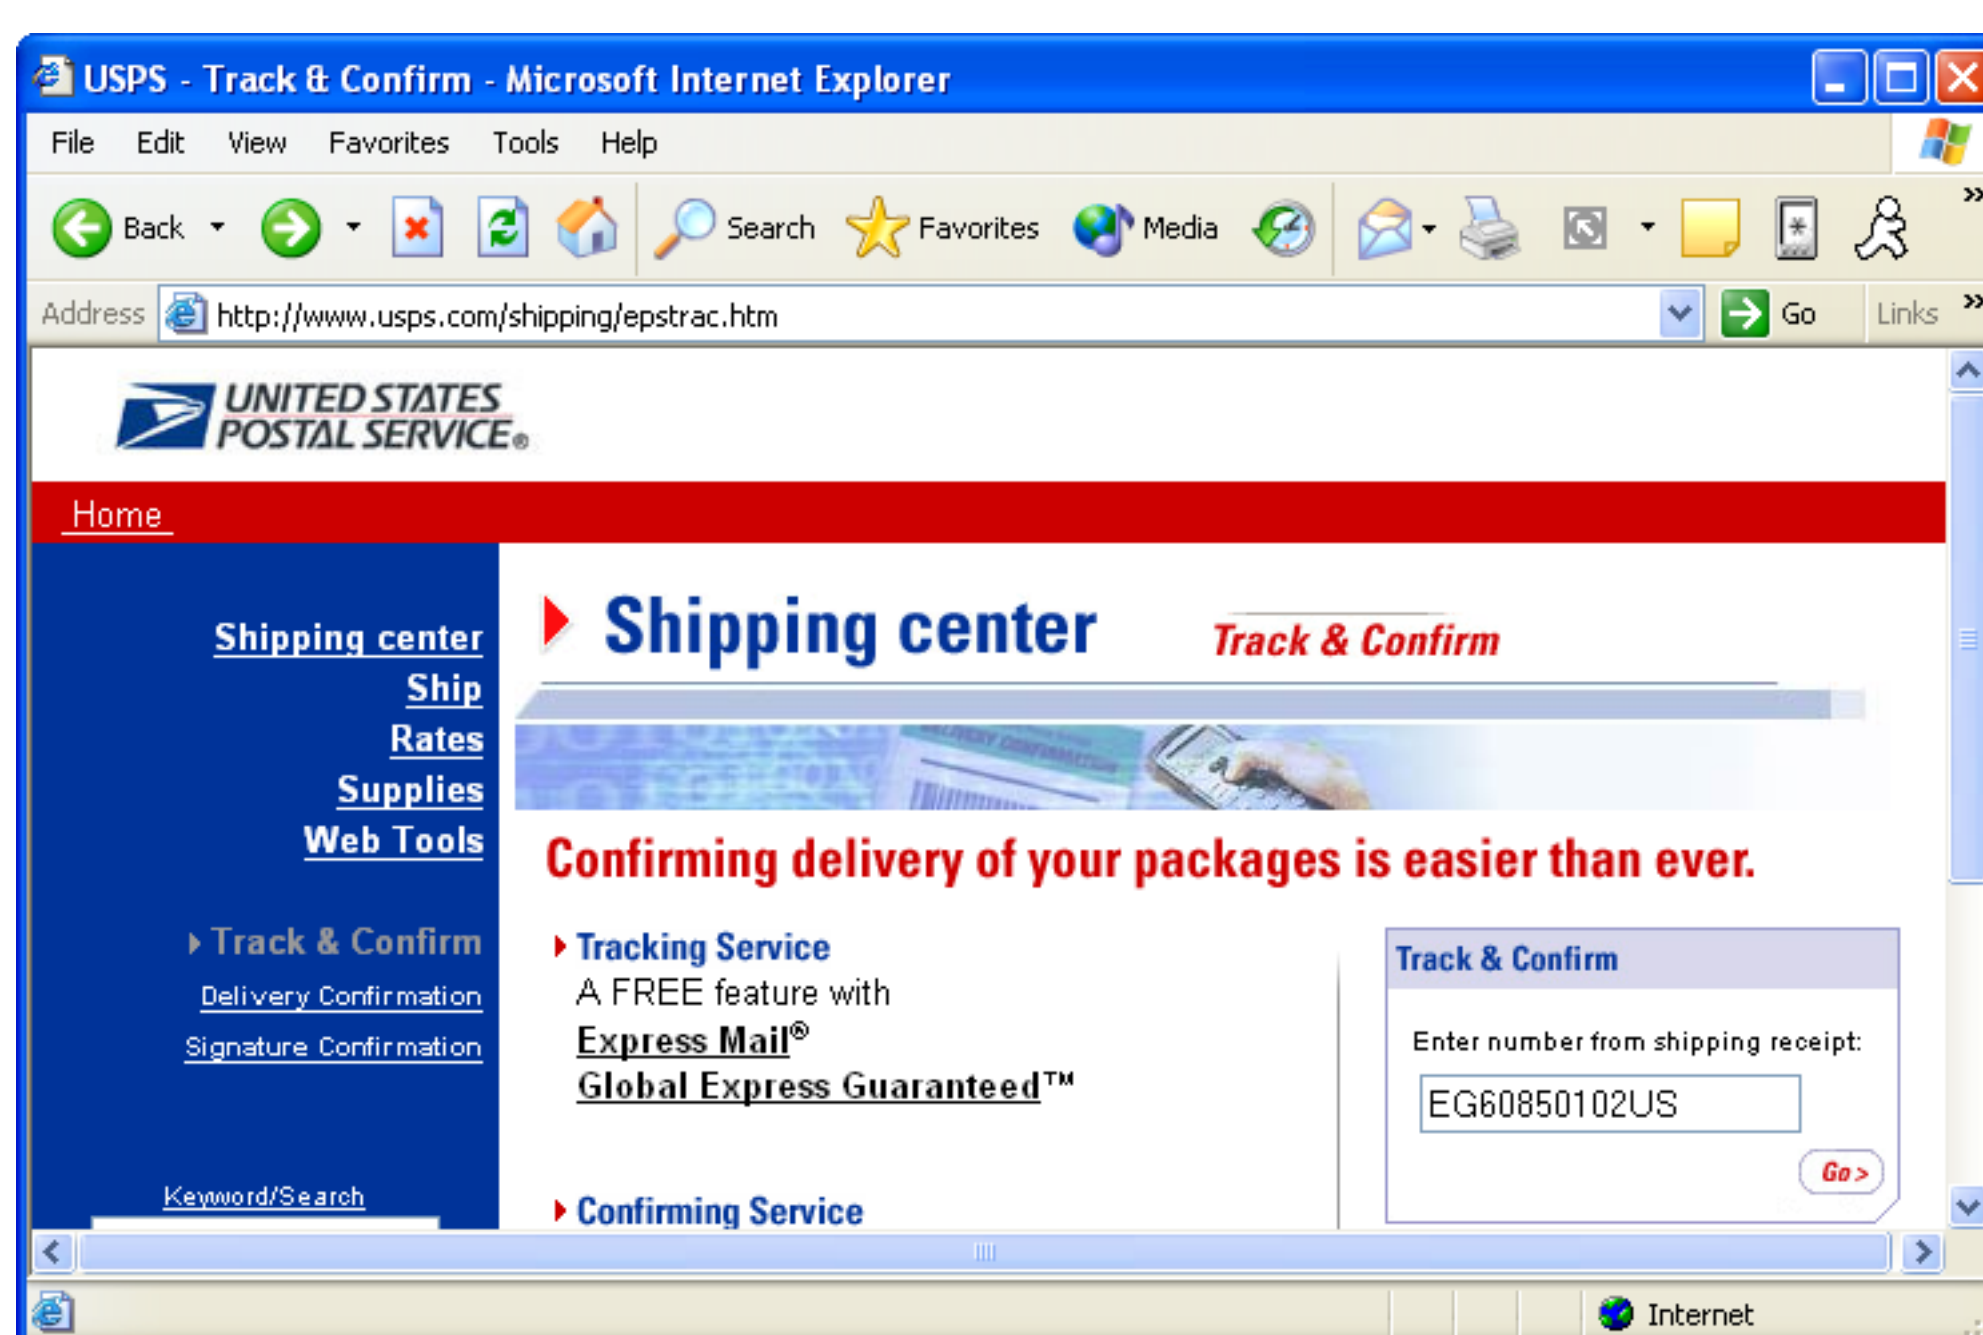 USPS - Track & Confirm - Microsoft Internet Explorer
File Edit View Favorites Tools Help
Back Search Favorites Media
Address http://www.usps.com/shipping/epstrac.htm Go Links »
UNITED STATES
POSTAL SERVICE®
Home
Shipping center
Ship
Rates
Supplies
Web Tools
Track & Confirm
Delivery Confirmation
Signature Confirmation
Keyword/Search
Shipping center Track & Confirm
DELIVERY CONFIRMATION
Confirming delivery of your packages is easier than ever.
Tracking Service
A FREE feature with
Express Mail®
Global Express Guaranteed™
Confirming Service
Track & Confirm
Enter number from shipping receipt:
EG60850102US
Go >
Internet